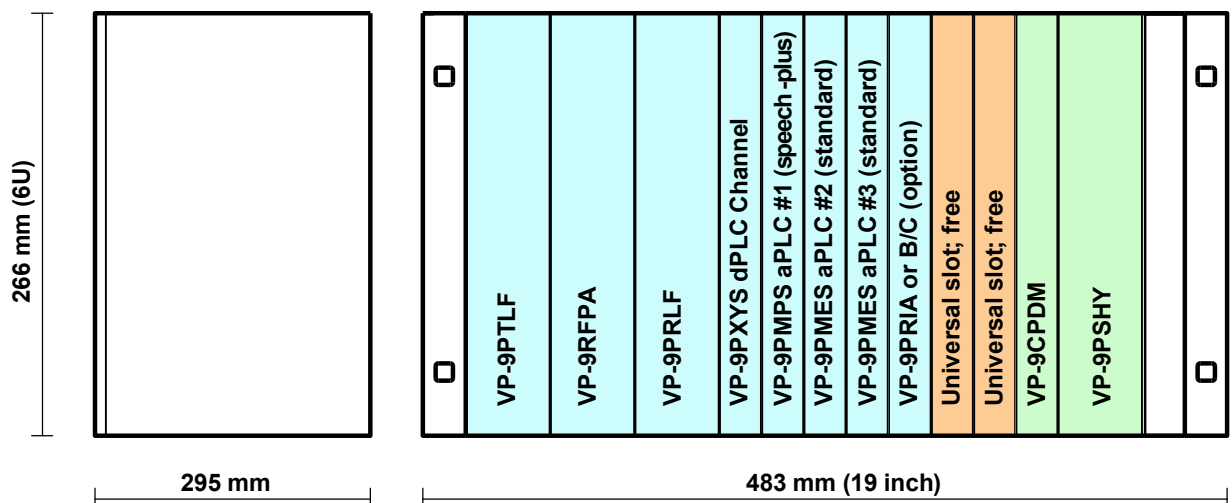 266 mm (6U)
VP-9PTLF
VP-9RFPA
VP-9PRLF
VP-9PXYS dPLC Channel
VP-9PMPS aPLC #1 (speech -plus)
VP-9PMES aPLC #2 (standard)
VP-9PMES aPLC #3 (standard)
VP-9PRIA or B/C (option)
Universal slot; free
Universal slot; free
VP-9CPDM
VP-9PSHY
295 mm
483 mm (19 inch)